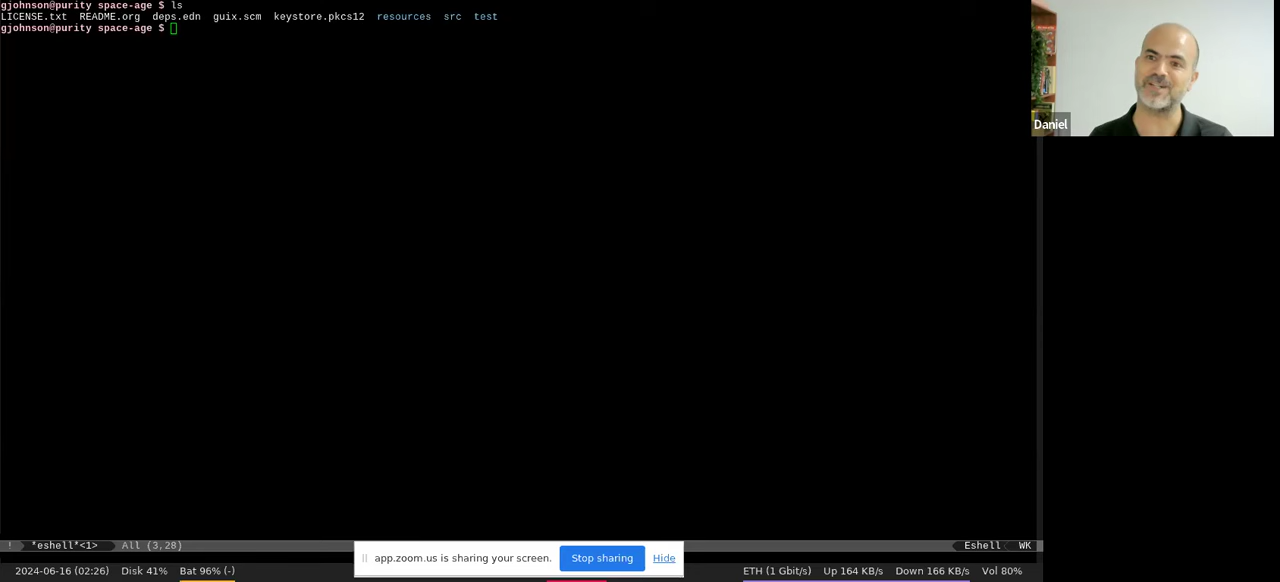 gjohnson@purity space-age $ ls
LICENSE.txt README.org deps.edn guix.scm keystore.pkcs12 resources src test
gjohnson@purity space-age $
Daniel
! *eshell*<1> All (3,28) Eshell WK
app.zoom.us is sharing your screen. Stop sharing Hide
2024-06-16 (02:26) Disk 41% Bat 96% (-) ETH (1 Gbit/s) Up 164 KB/s Down 166 KB/s Vol 80%